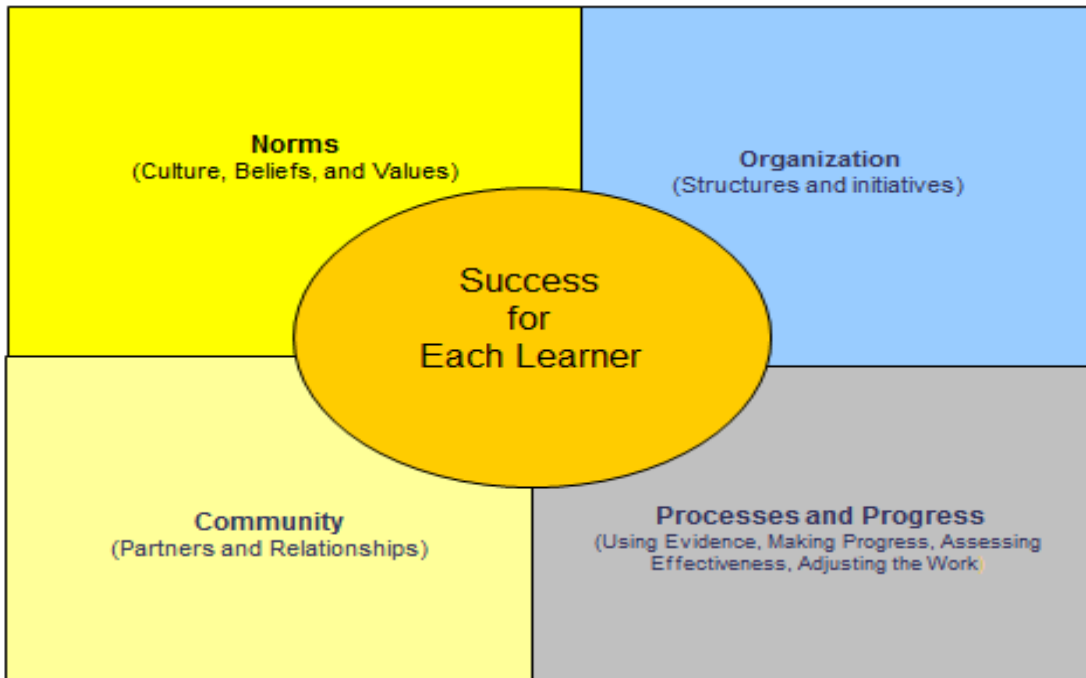 Norms
(Culture, Beliefs, and Values)
Organization
(Structures and initiatives)
Success
for
Each Learner
Community
(Partners and Relationships)
Processes and Progress
(Using Evidence, Making Progress, Assessing
Effectiveness, Adjusting the Work)